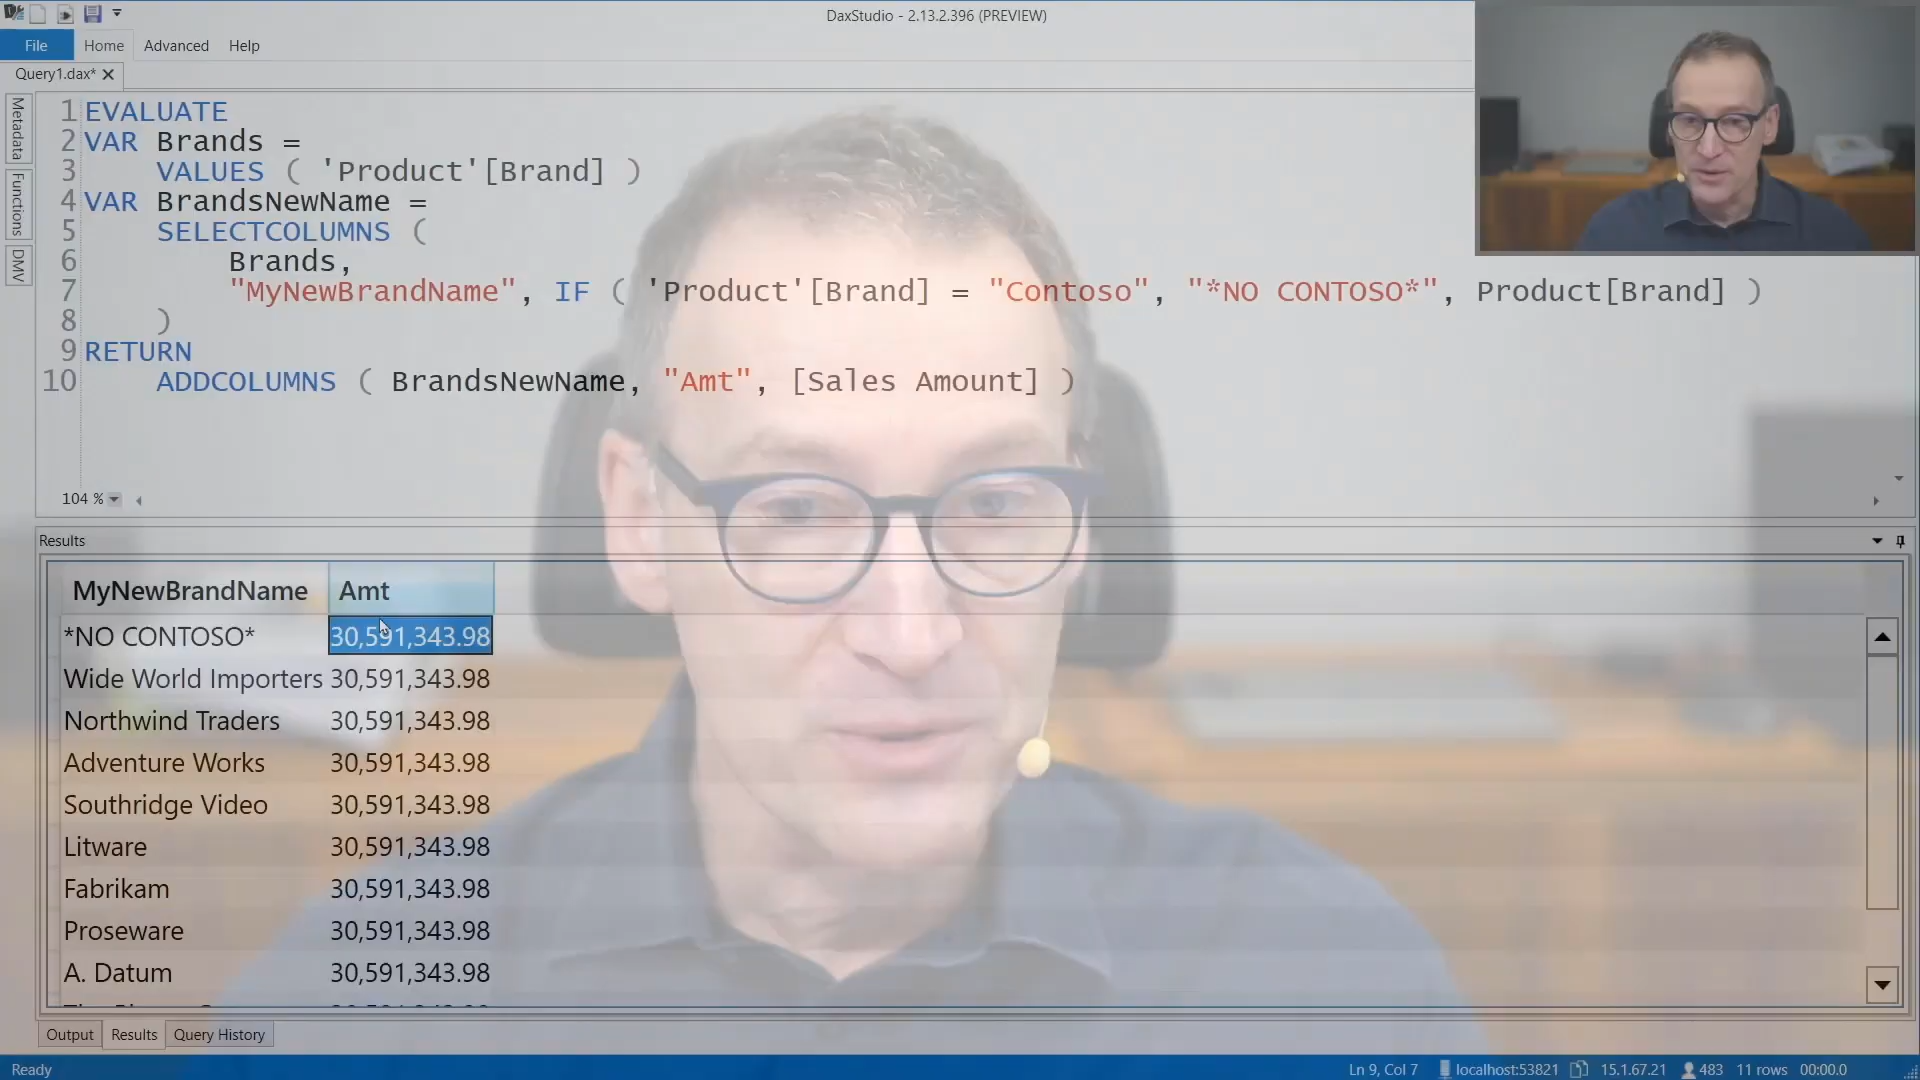 DaxStudio - 2.13.2.396 (PREVIEW)
File Home Advanced Help
Query1.dax*
Metadata
Functions
DMV
1 EVALUATE
2 VAR Brands =
3 VALUES ( 'Product'[Brand] )
4 VAR BrandsNewName =
5 SELECTCOLUMNS (
6 Brands,
7 "MyNewBrandName", IF ( 'Product'[Brand] = "Contoso", "*NO CONTOSO*", Product[Brand] )
8 )
9 RETURN
10 ADDCOLUMNS ( BrandsNewName, "Amt", [Sales Amount] )
104 %
Results
MyNewBrandName Amt
*NO CONTOSO* 30,591,343.98
Wide World Importers 30,591,343.98
Northwind Traders 30,591,343.98
Adventure Works 30,591,343.98
Southridge Video 30,591,343.98
Litware 30,591,343.98
Fabrikam 30,591,343.98
Proseware 30,591,343.98
A. Datum 30,591,343.98
Output Results Query History
Ready Ln 9, Col 7 localhost:53821 15.1.67.21 483 11 rows 00:00.0